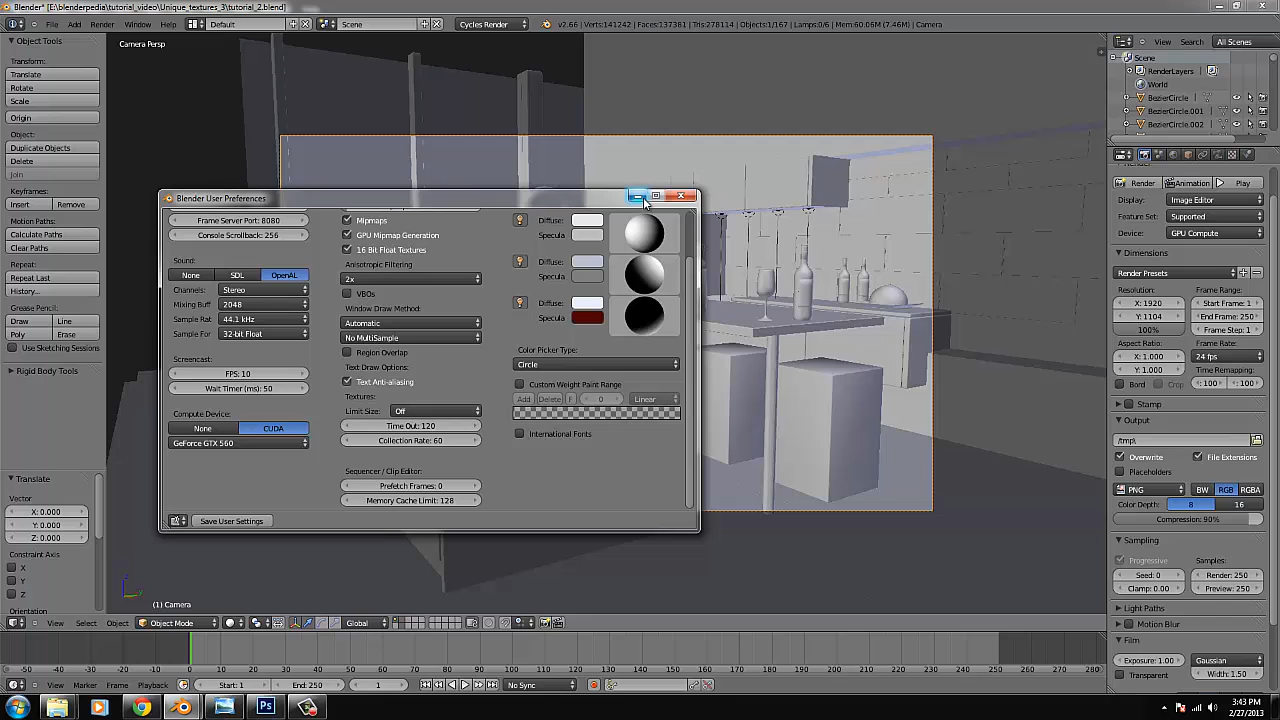 Blender* [E:\blenderpedia\tutorial_video\Unique_textures_3\tutorial_2.blend]
File Add Render Window Help Default Scene Cycles Render v2.66 | Verts:141242 | Faces:137381 | Tris:278114 | Objects:1/167 | Lamps:0/6 | Mem:60.06M (7.46M) | Camera
Object Tools
Transform:
Translate
Rotate
Scale
Origin
Object:
Duplicate Objects
Delete
Join
Keyframes:
Insert Remove
Motion Paths:
Calculate Paths
Clear Paths
Repeat:
Repeat Last
History...
Grease Pencil:
Draw Line
Poly Erase
Use Sketching Sessions
Rigid Body Tools
Translate
Vector
X: 0.000
Y: 0.000
Z: 0.000
Constraint Axis
X
Y
Z
Orientation
Camera Persp
Blender User Preferences
Frame Server Port: 8080
Console Scrollback: 256
Sound:
None SDL OpenAL
Channels: Stereo
Mixing Buff 2048
Sample Rat 44.1 kHz
Sample For 32-bit Float
Screencast:
FPS: 10
Wait Timer (ms): 50
Compute Device:
None CUDA
GeForce GTX 560
Mipmaps
GPU Mipmap Generation
16 Bit Float Textures
Anisotropic Filtering
2x
VBOs
Window Draw Method:
Automatic
No MultiSample
Region Overlap
Text Draw Options:
Text Anti-aliasing
Textures:
Limit Size: Off
Time Out: 120
Collection Rate: 60
Sequencer / Clip Editor:
Prefetch Frames: 0
Memory Cache Limit: 128
Diffuse:
Specula
Diffuse:
Specula
Diffuse:
Specula
Color Picker Type:
Circle
Custom Weight Paint Range
Add Delete F 0 Linear
International Fonts
Save User Settings
(1) Camera
View Select Object Object Mode Global
-50 -40 -30 -20 -10 0 10 20 30 40 50 60 70 80 90 100 110 120 130 140 150 160 170 180 190 200 210 220 230 240 250 260 270 280
View Marker Frame Playback Start: 1 End: 250 1 No Sync
View Search All Scenes
Scene
RenderLayers
World
BezierCircle
BezierCircle.001
BezierCircle.002
Render
Render Animation Play
Display: Image Editor
Feature Set: Supported
Device: GPU Compute
Dimensions
Render Presets
Resolution: Frame Range:
X: 1920 Start Frame: 1
Y: 1104 End Frame: 250
100% Frame Step: 1
Aspect Ratio: Frame Rate:
X: 1.000 24 fps
Y: 1.000 Time Remapping:
Bord Crop : 100 : 100
Stamp
Output
/tmp\
Overwrite File Extensions
Placeholders
PNG BW RGB RGBA
Color Depth: 8 16
Compression: 90%
Sampling
Progressive Samples:
Seed: 0 Render: 250
Clamp: 0.00 Preview: 250
Light Paths
Motion Blur
Film
Exposure: 1.00 Gaussian
Transparent Width: 1.50
3:43 PM
2/27/2013